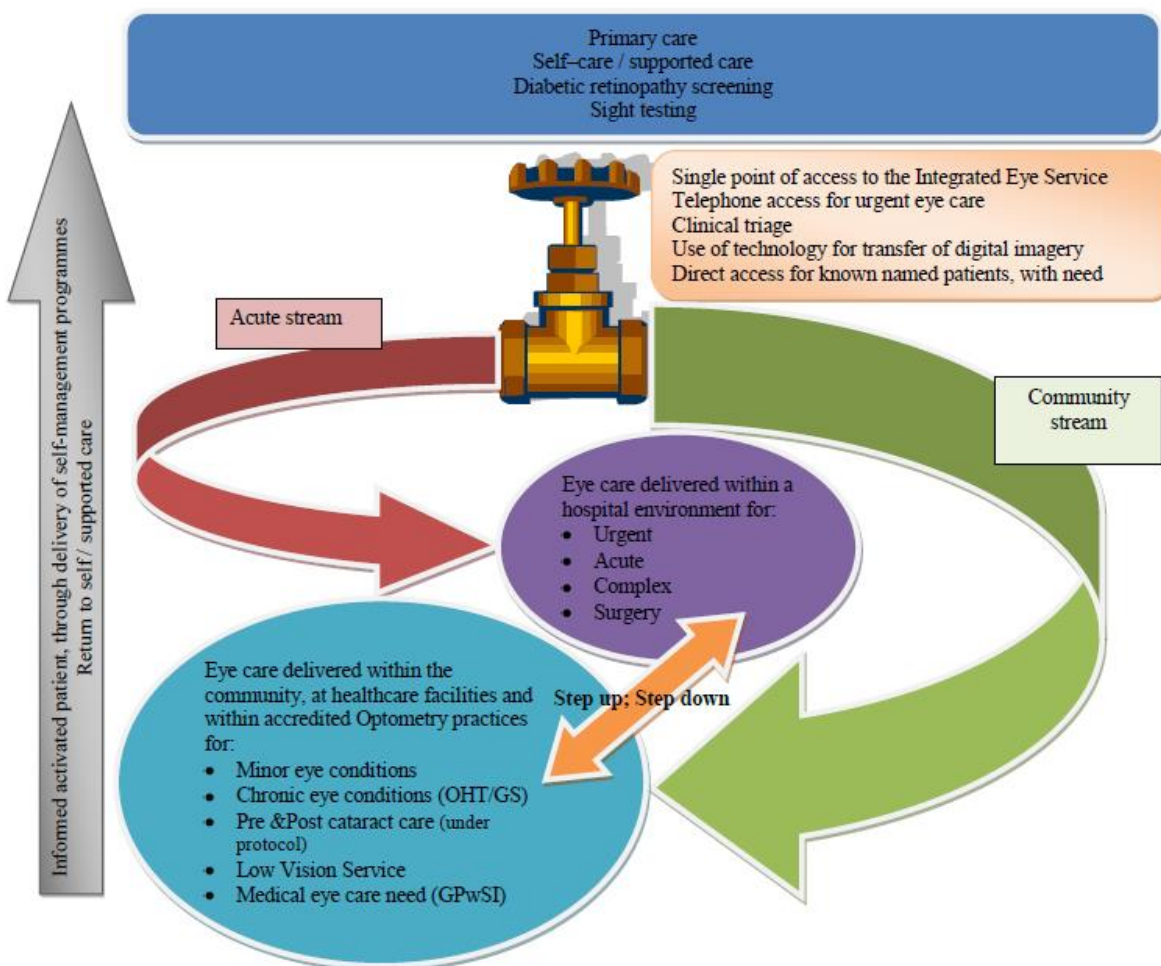 Primary care
Self–care / supported care
Diabetic retinopathy screening
Sight testing
Single point of access to the Integrated Eye Service
Telephone access for urgent eye care
Clinical triage
Use of technology for transfer of digital imagery
Direct access for known named patients, with need
Acute stream
Community
stream
Informed activated patient, through delivery of self-management programmes
Return to self / supported care
Eye care delivered within a
hospital environment for:
• Urgent
• Acute
• Complex
• Surgery
Step up; Step down
Eye care delivered within the
community, at healthcare facilities and
within accredited Optometry practices
for:
• Minor eye conditions
• Chronic eye conditions (OHT/GS)
• Pre &Post cataract care (under
protocol)
• Low Vision Service
• Medical eye care need (GPwSI)